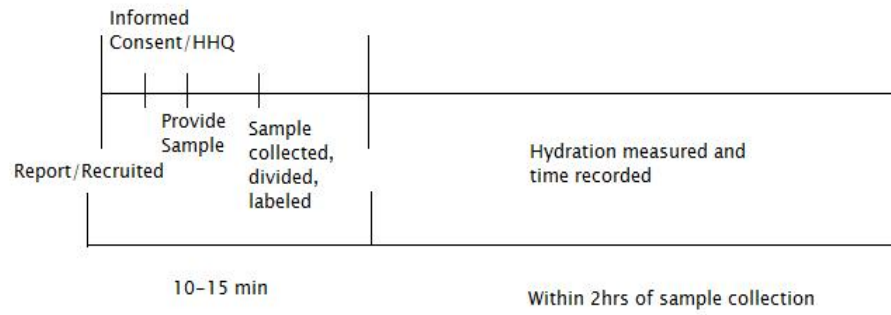 Informed
Consent/HHQ
Provide
Sample
Sample
collected,
divided,
labeled
Report/Recruited
Hydration measured and
time recorded
10-15 min
Within 2hrs of sample collection